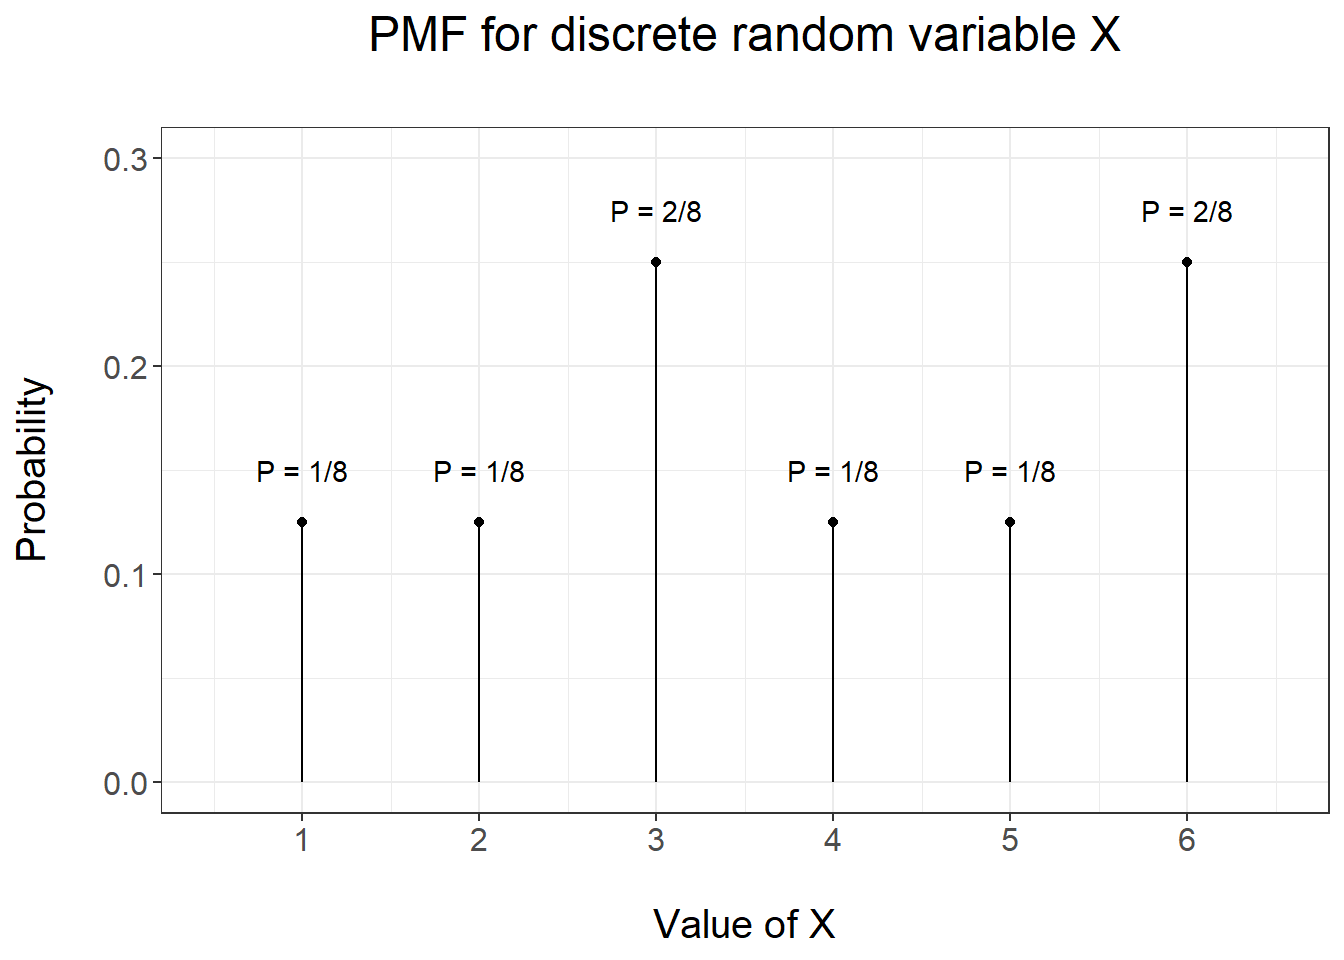 PMF for discrete random variable X
0.3
P = 2/8
P = 2/8
0.2
P = 1/8
P = 1/8
P = 1/8
P = 1/8
0.1
0.0
Probability
1 2 3 4 5 6
Value of X